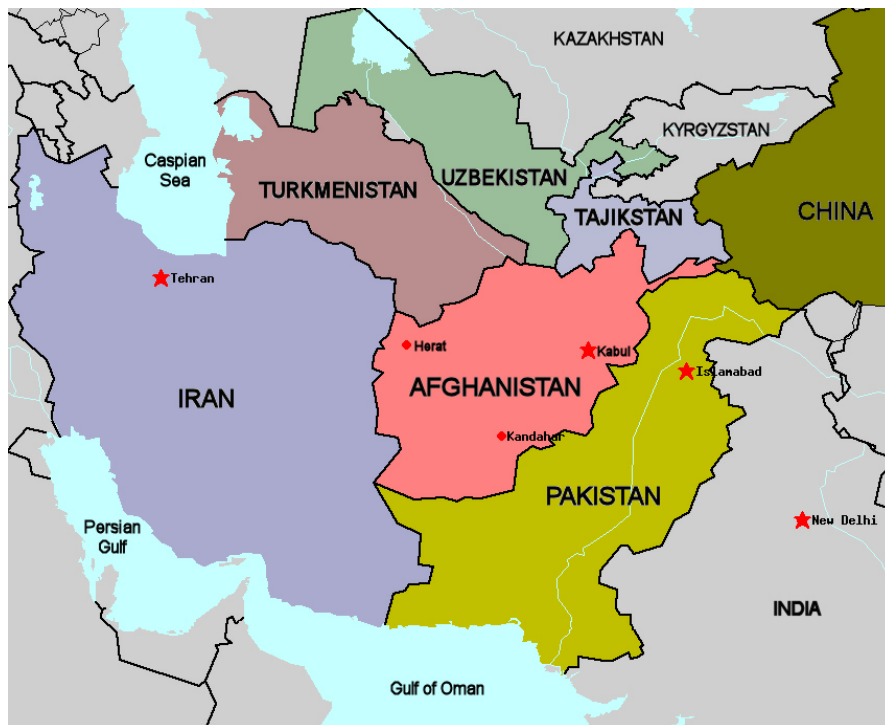 KAZAKHSTAN
KYRGYZSTAN
Caspian
Sea
UZBEKISTAN
TURKMENISTAN
TAJIKSTAN
CHINA
Tehran
Herat
Kabul
Islamabad
AFGHANISTAN
IRAN
Kandahar
PAKISTAN
Persian
Gulf
New Delhi
INDIA
Gulf of Oman